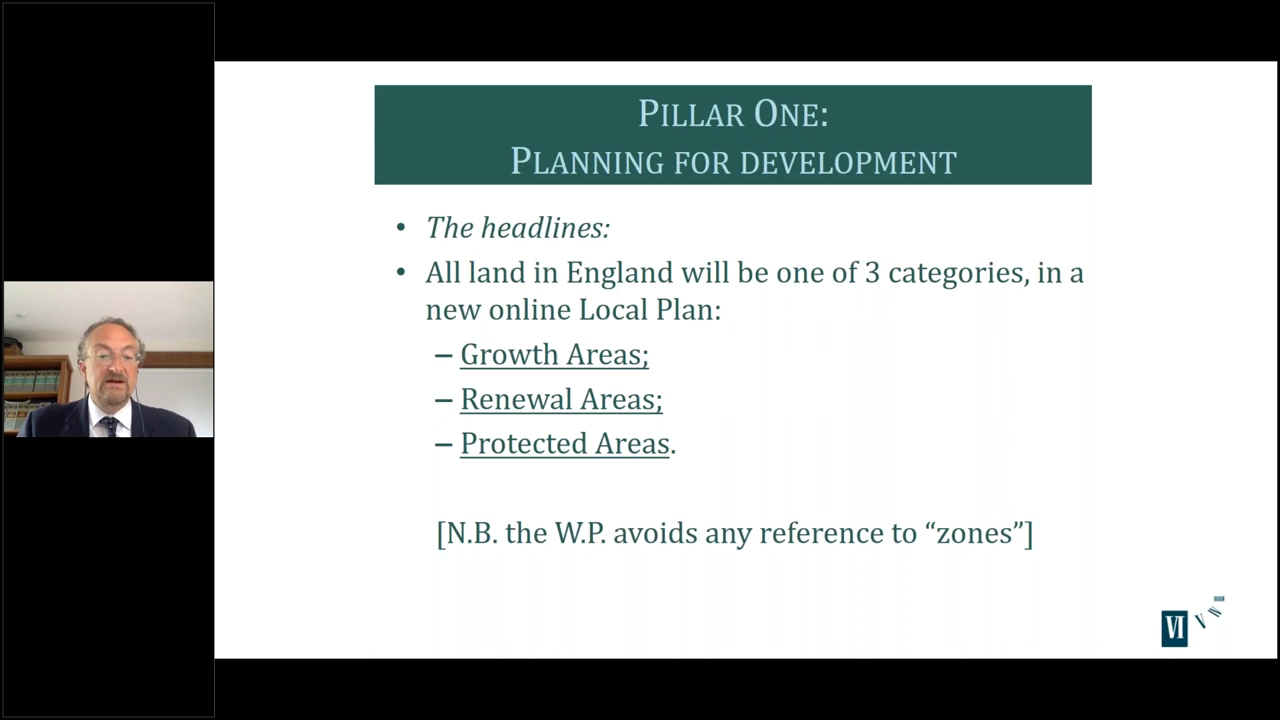 PILLAR ONE:
PLANNING FOR DEVELOPMENT
• The headlines:
• All land in England will be one of 3 categories, in a
new online Local Plan:
– Growth Areas;
– Renewal Areas;
– Protected Areas.
[N.B. the W.P. avoids any reference to “zones”]
VI